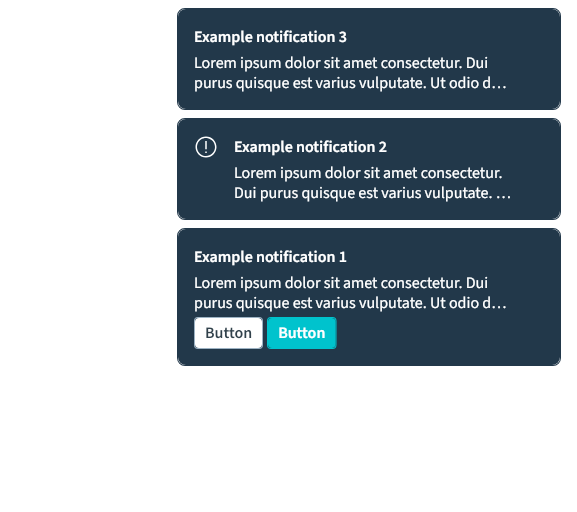 Example notification 3
Lorem ipsum dolor sit amet consectetur. Dui
purus quisque est varius vulputate. Ut odio d…
Example notification 2
Lorem ipsum dolor sit amet consectetur.
Dui purus quisque est varius vulputate. …
Example notification 1
Lorem ipsum dolor sit amet consectetur. Dui
purus quisque est varius vulputate. Ut odio d…
Button Button